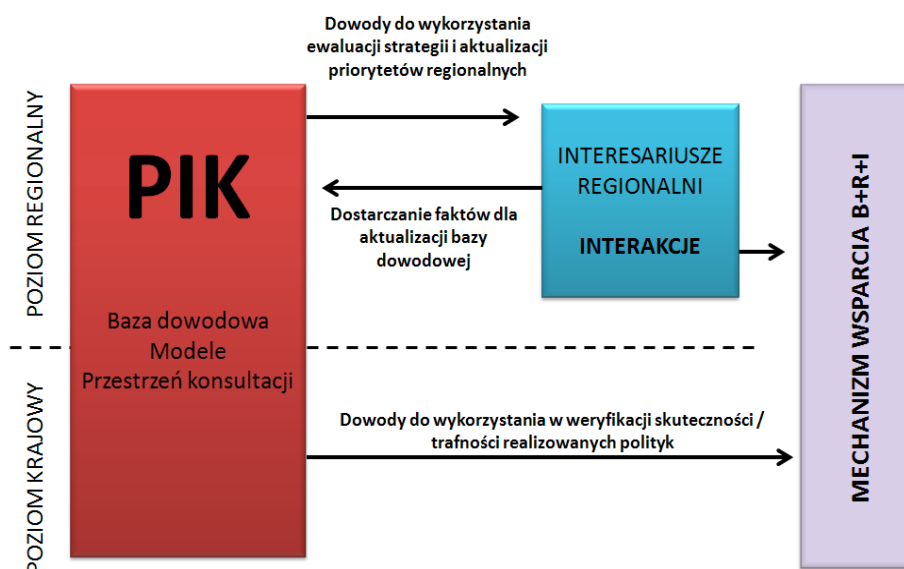 Dowody do wykorzystania
ewaluacji strategii i aktualizacji
priorytetów regionalnych
POZIOM REGIONALNY
PIK
Baza dowodowa
Modele
Przestrzeń konsultacji
INTERESARIUSZE
REGIONALNI
INTERAKCJE
Dostarczanie faktów dla
aktualizacji bazy
dowodowej
MECHANIZM WSPARCIA B+R+I
POZIOM KRAJOWY
Dowody do wykorzystania w weryfikacji skuteczności /
trafności realizowanych polityk